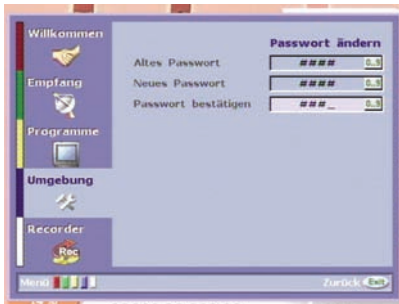 Willkommen
Passwort ändern
Altes Passwort #### 0..9
Empfang
Neues Passwort #### 0..9
Passwort bestätigen ###_ 0..9
Programme
Umgebung
Recorder
Rec
Menü
Zurück Exit